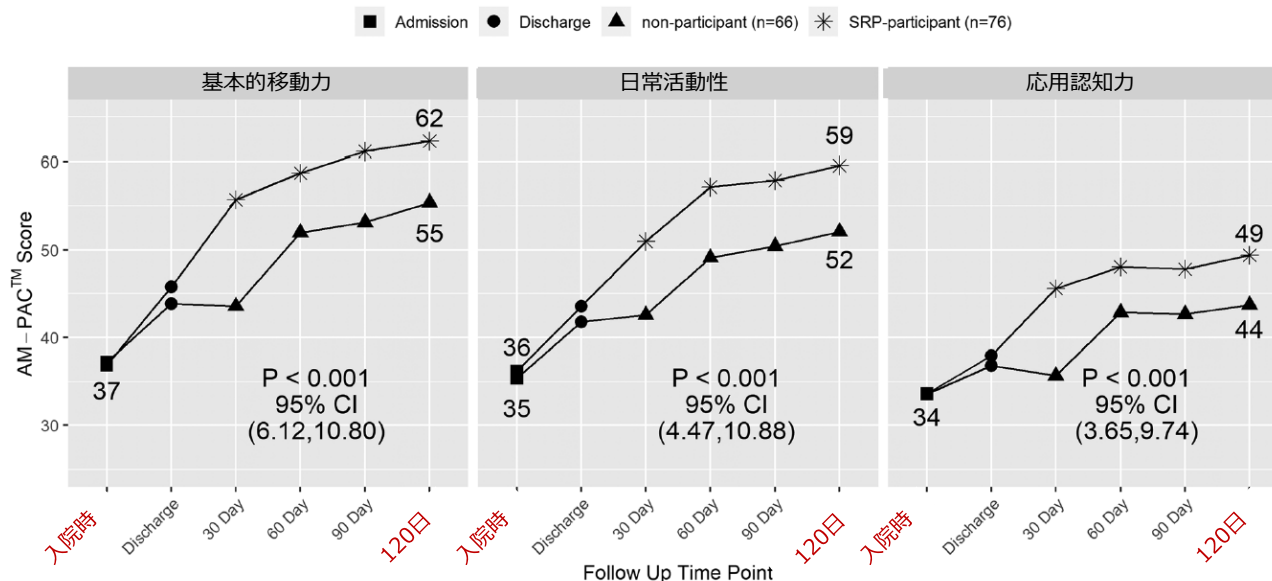 Admission Discharge non-participant (n=66) SRP-participant (n=76)
基本的移動力
日常活動性
応用認知力
AM−PAC™ Score
60
50
40
30
62
55
37
P < 0.001
95% CI
(6.12,10.80)
59
52
36
35
P < 0.001
95% CI
(4.47,10.88)
49
44
34
P < 0.001
95% CI
(3.65,9.74)
入院時 Discharge 30 Day 60 Day 90 Day 120日
入院時 Discharge 30 Day 60 Day 90 Day 120日
入院時 Discharge 30 Day 60 Day 90 Day 120日
Follow Up Time Point